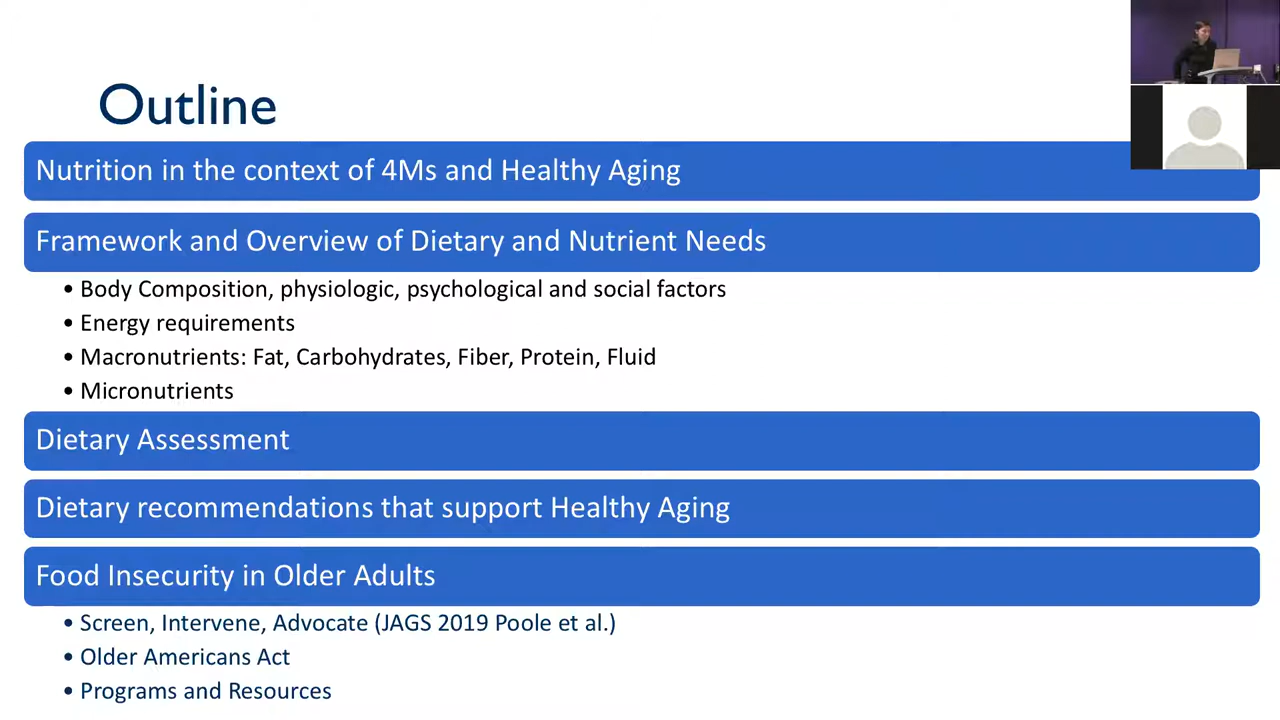 Outline
Nutrition in the context of 4Ms and Healthy Aging
Framework and Overview of Dietary and Nutrient Needs
• Body Composition, physiologic, psychological and social factors
• Energy requirements
• Macronutrients: Fat, Carbohydrates, Fiber, Protein, Fluid
• Micronutrients
Dietary Assessment
Dietary recommendations that support Healthy Aging
Food Insecurity in Older Adults
• Screen, Intervene, Advocate (JAGS 2019 Poole et al.)
• Older Americans Act
• Programs and Resources